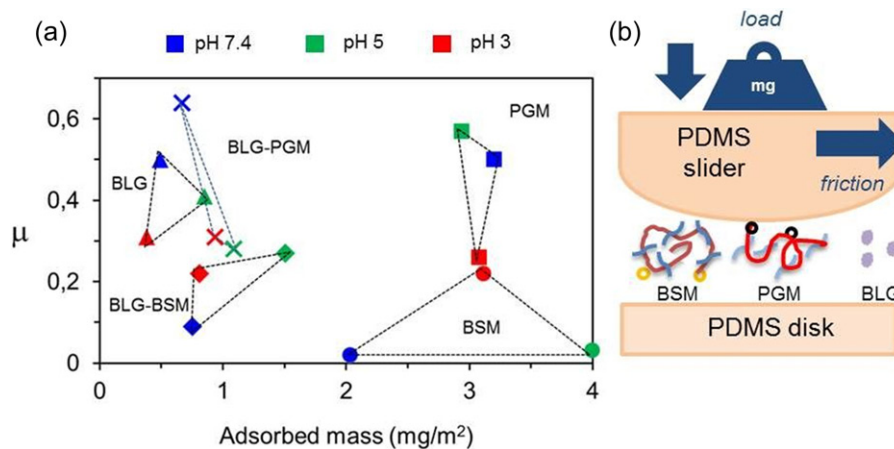 (a)
pH 7.4 pH 5 pH 3
0,6
0,4
0,2
0
μ
PGM
BLG-PGM
BLG
BLG-BSM
BSM
0 1 2 3 4
Adsorbed mass (mg/m²)
(b)
load
mg
PDMS
slider
friction
BSM PGM BLG
PDMS disk